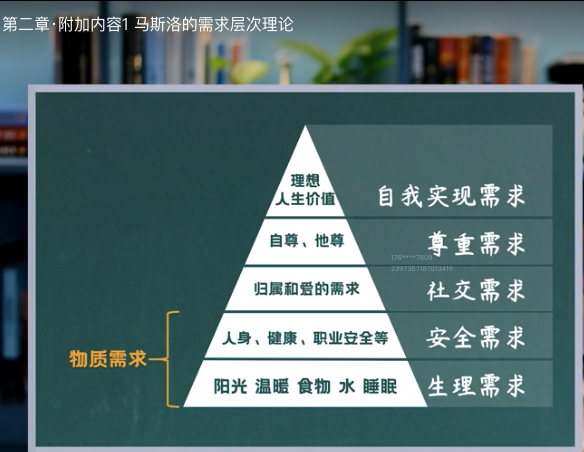 第二章·附加内容1 马斯洛的需求层次理论
理想
人生价值
自我实现需求
自尊、他尊
尊重需求
176****7808
2387357187013416
归属和爱的需求
社交需求
人身、健康、职业安全等
安全需求
物质需求
阳光 温暖 食物 水 睡眠
生理需求